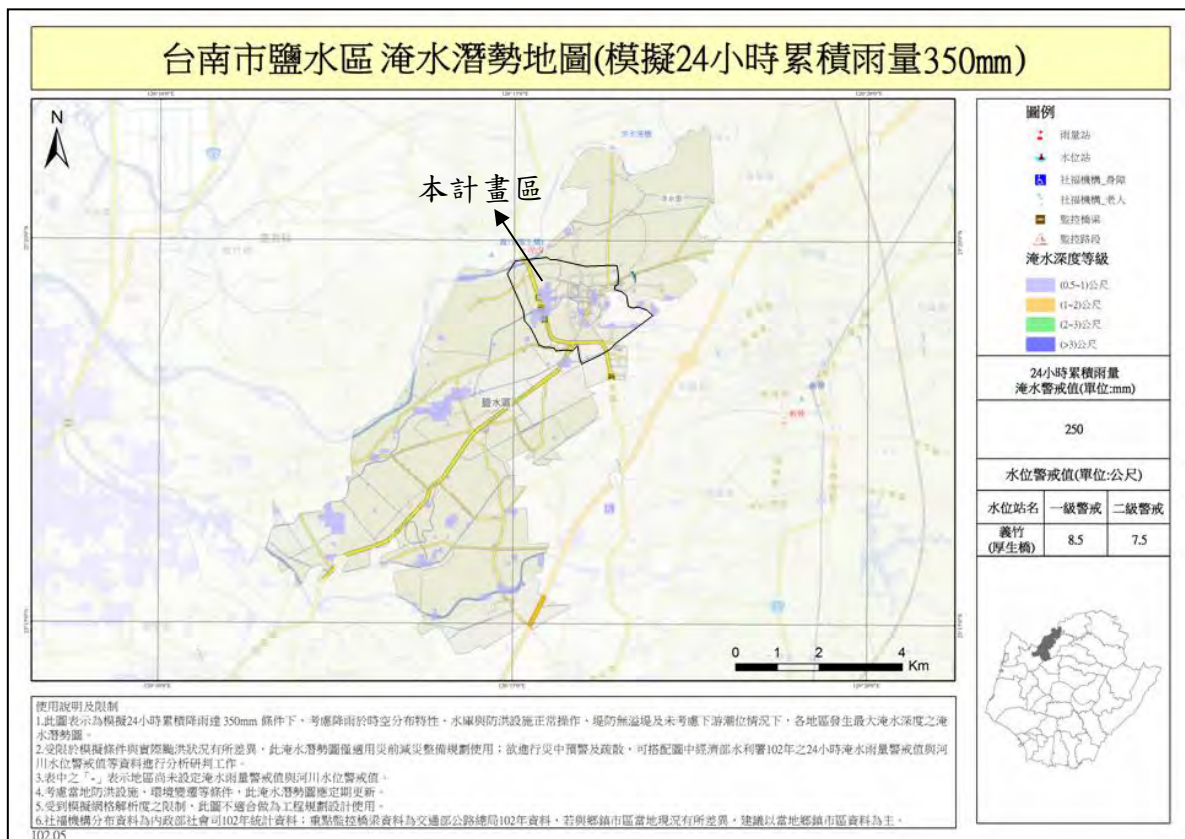 台南市鹽水區 淹水潛勢地圖(模擬24小時累積雨量350mm)
N
本計畫區
鹽水區
0 1 2 4
Km
圖例
雨量站
水位站
社福機構_身障
社福機構_老人
監控橋梁
監控路段
淹水深度等級
(0.5~1)公尺
(1~2)公尺
(2~3)公尺
(>3)公尺
24小時累積雨量
淹水警戒值(單位:mm)
250
水位警戒值(單位:公尺)
水位站名 一級警戒 二級警戒
義竹
(厚生橋) 8.5 7.5
使用說明及限制
1.此圖表示為模擬24小時累積降雨達 350mm 條件下，考慮降雨於時空分布特性、水庫與防洪設施正常操作，堤防無溢堤及未考慮下游潮位情況下，各地區發生最大淹水深度之淹
水潛勢圖。
2.受限於模擬條件與實際颱洪狀況有所差異，此淹水潛勢圖僅適用災前減災整備規劃使用；欲進行災中預警及疏散，可搭配圖中經濟部水利署102年之24小時淹水雨量警戒值與河
川水位警戒值等資料進行分析研判工作。
3.表中之「-」表示地區尚未設定淹水雨量警戒值與河川水位警戒值。
4.考慮當地防洪設施、環境變遷等條件，此淹水潛勢圖應定期更新。
5.受到模擬網格解析度之限制，此圖不適合做為工程規劃設計使用。
6.社福機構分布資料為內政部社會司102年統計資料；重點監控橋梁資料為交通部公路總局102年資料，若與鄉鎮市區當地現況有所差異，建議以當地鄉鎮市區資料為主。
102.05